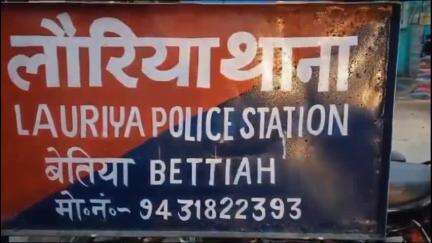 लौरिया थाना
LAURIYA POLICE STATION
बेतिया BETTIAH
मो॰नं॰- 9431822393